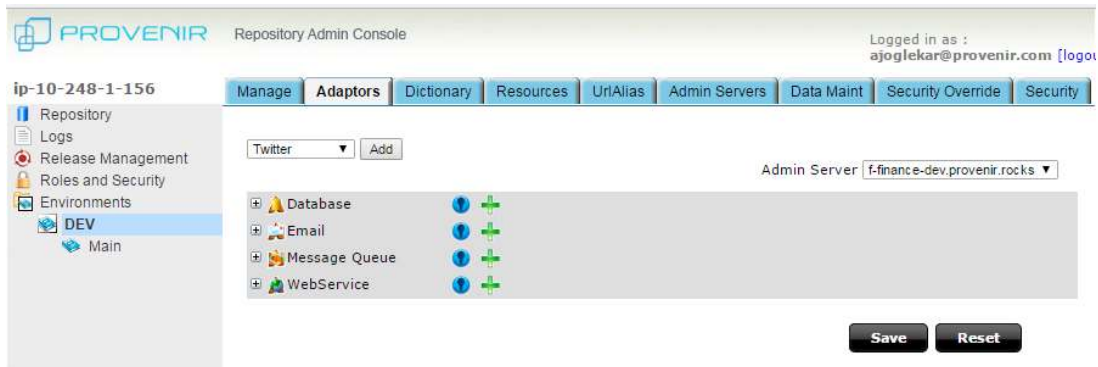 PROVENIR
Repository Admin Console
Logged in as :
ajoglekar@provenir.com [logou
ip-10-248-1-156
Manage Adaptors Dictionary Resources UrlAlias Admin Servers Data Maint Security Override Security
Repository
Logs
Release Management
Roles and Security
Environments
DEV
Main
Twitter Add
Admin Server f-finance-dev.provenir.rocks
Database
Email
Message Queue
WebService
Save Reset